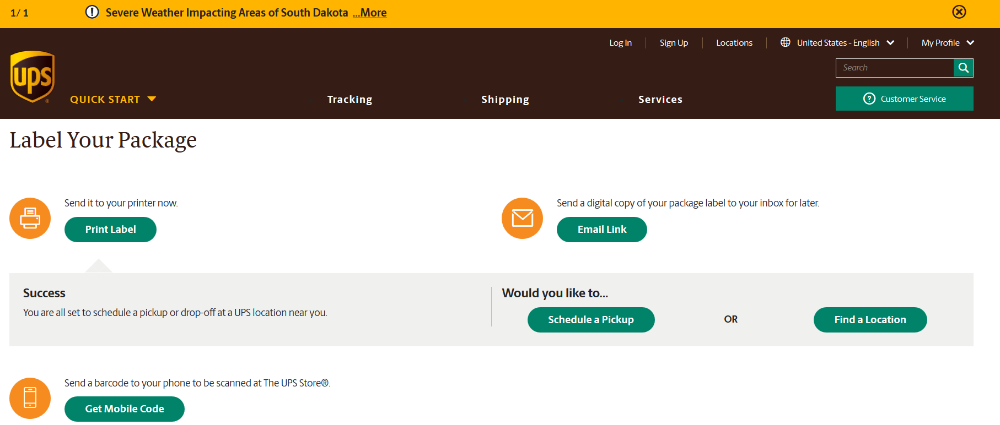 1/ 1
Severe Weather Impacting Areas of South Dakota ...More
Log In
Sign Up
Locations
United States - English
My Profile
ups
®
Search
QUICK START
Tracking
Shipping
Services
Customer Service
Label Your Package
Send it to your printer now.
Print Label
Send a digital copy of your package label to your inbox for later.
Email Link
Success
You are all set to schedule a pickup or drop-off at a UPS location near you.
Would you like to...
Schedule a Pickup
OR
Find a Location
Send a barcode to your phone to be scanned at The UPS Store®.
Get Mobile Code